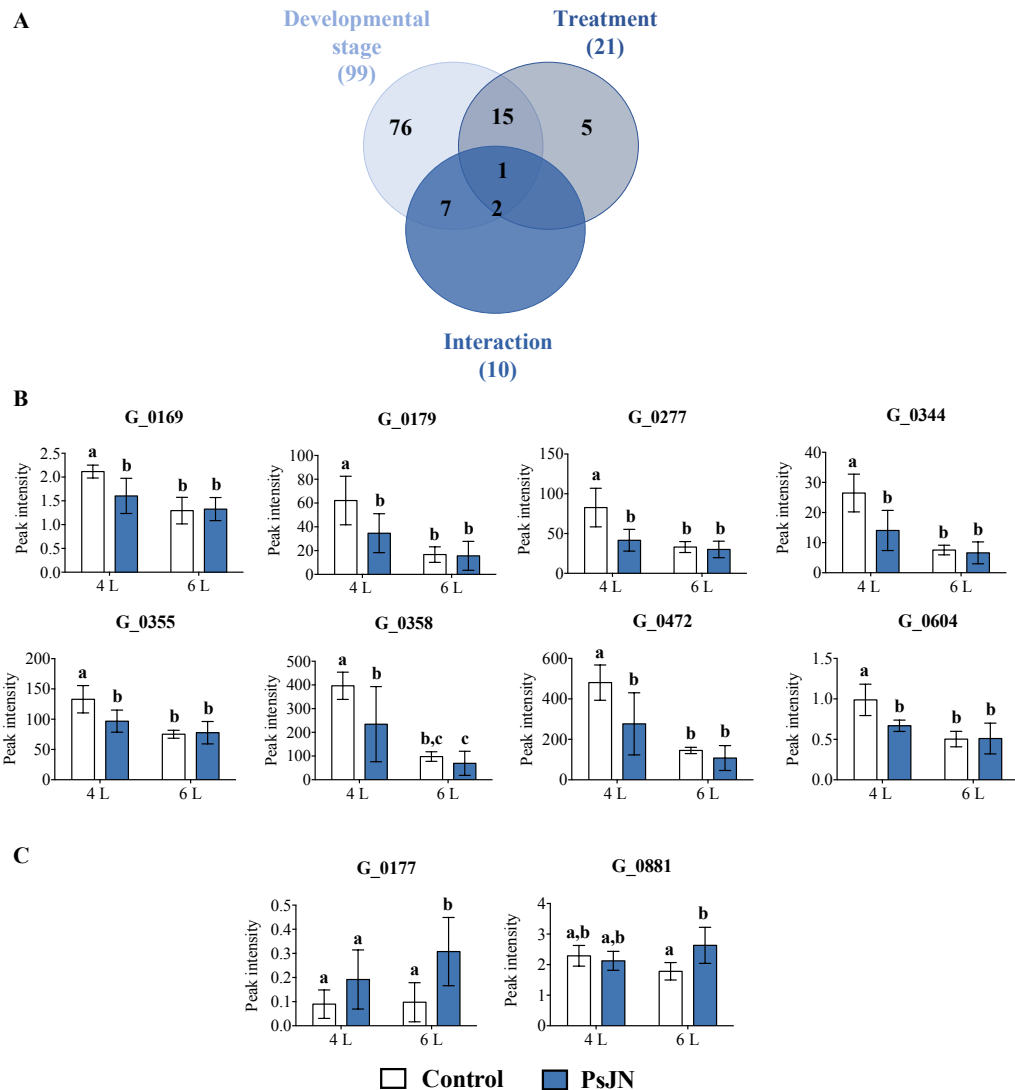 A
Developmental
stage
(99)
Treatment
(21)
76
15
5
1
7
2
Interaction
(10)
B
G_0169
Peak intensity
2.5
2.0
1.5
1.0
0.5
0.0
a
b
b
b
4 L
6 L
G_0179
Peak intensity
100
80
60
40
20
0
a
b
b
b
4 L
6 L
G_0277
Peak intensity
150
100
50
0
a
b
b
b
4 L
6 L
G_0344
Peak intensity
40
30
20
10
0
a
b
b
b
4 L
6 L
G_0355
Peak intensity
200
150
100
50
0
a
b
b
b
4 L
6 L
G_0358
Peak intensity
500
400
300
200
100
0
a
b
b,c
c
4 L
6 L
G_0472
Peak intensity
600
400
200
0
a
b
b
b
4 L
6 L
G_0604
Peak intensity
1.5
1.0
0.5
0.0
a
b
b
b
4 L
6 L
C
G_0177
Peak intensity
0.5
0.4
0.3
0.2
0.1
0.0
a
a
a
b
4 L
6 L
G_0881
Peak intensity
4
3
2
1
0
a,b
a,b
a
b
4 L
6 L
Control
PsJN